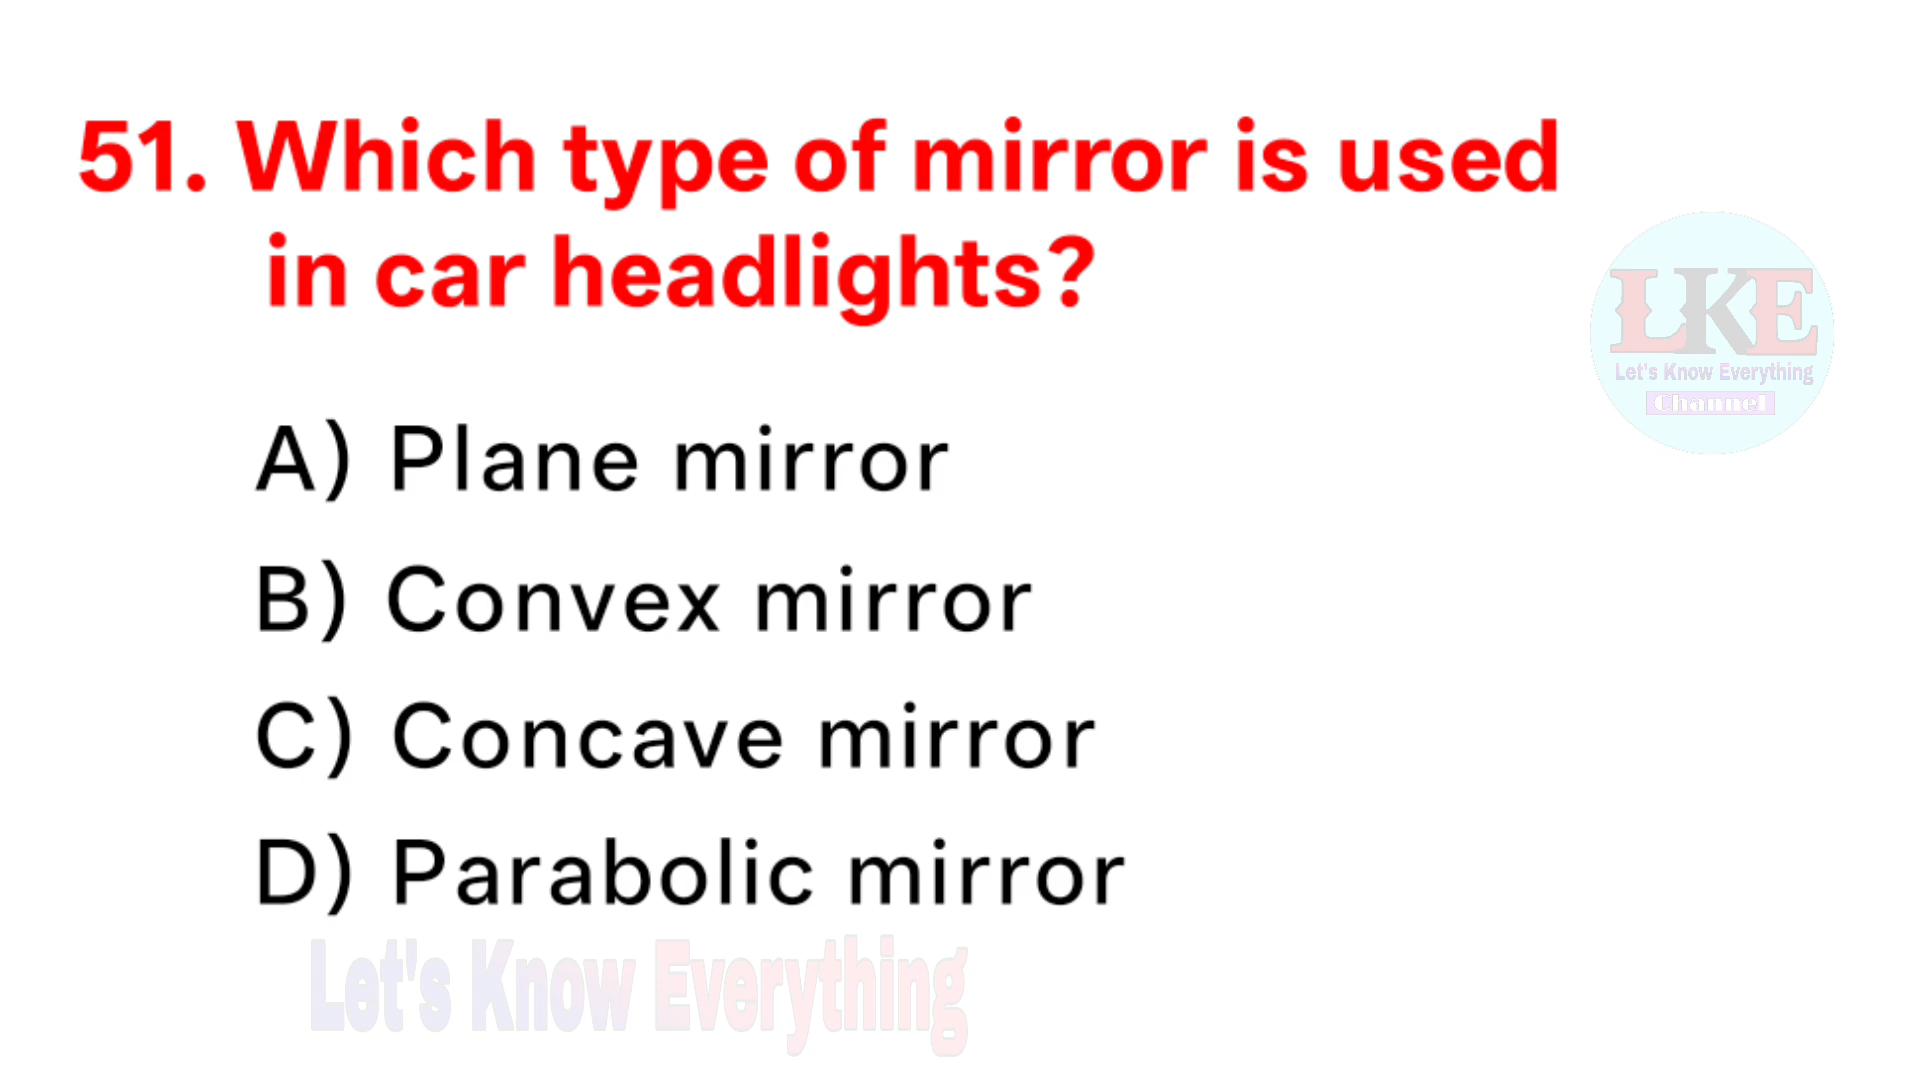 51. Which type of mirror is used
in car headlights?
LKE
Let's Know Everything
Channel
A) Plane mirror
B) Convex mirror
C) Concave mirror
D) Parabolic mirror
Let's Know Everything